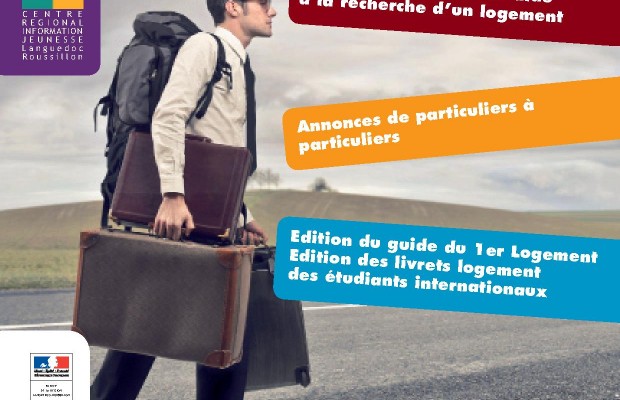 CENTRE
REGIONAL
INFORMATION
JEUNESSE
Languedoc
Roussillon
à la recherche d'un logement
Annonces de particuliers à
particuliers
Edition du guide du 1er Logement
Edition des livrets logement
des étudiants internationaux